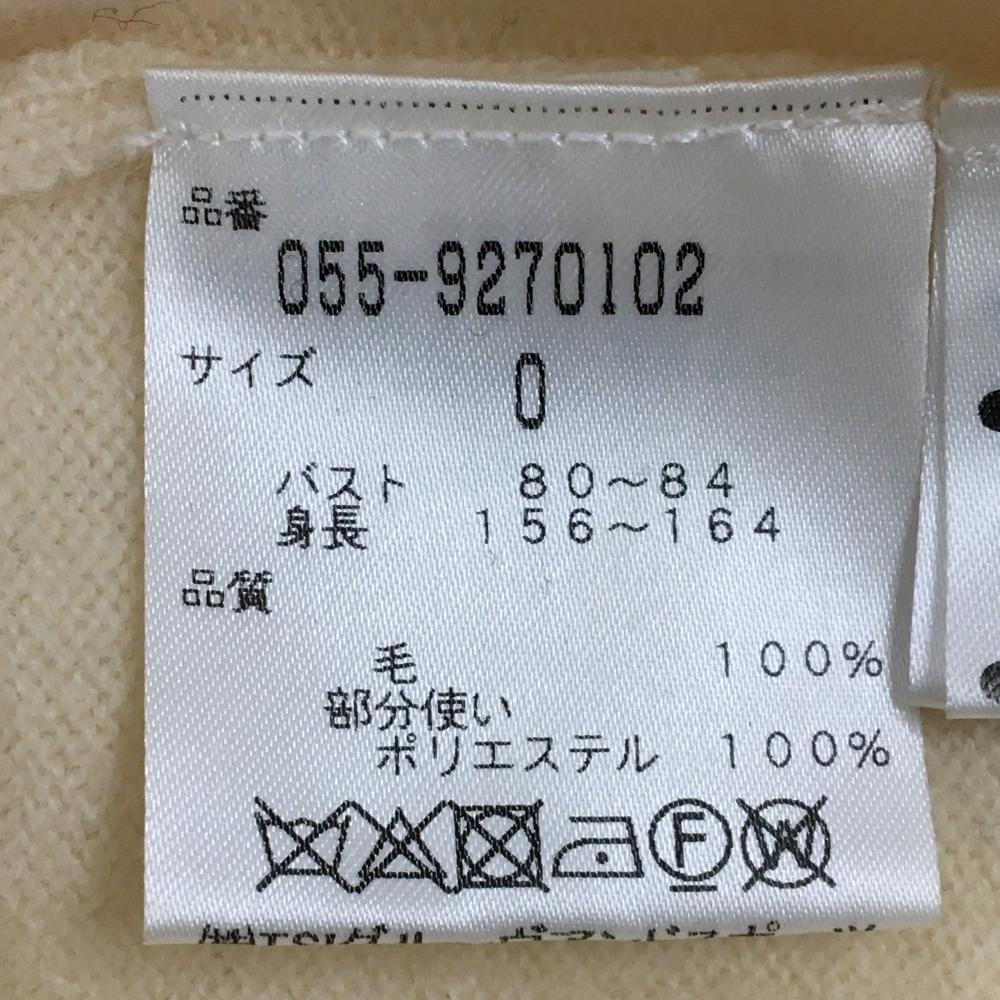 品番
055-9270102
サイズ 0
バスト 80～84
身長 156～164
品質
毛 100%
部分使い
ポリエステル 100%
F
W